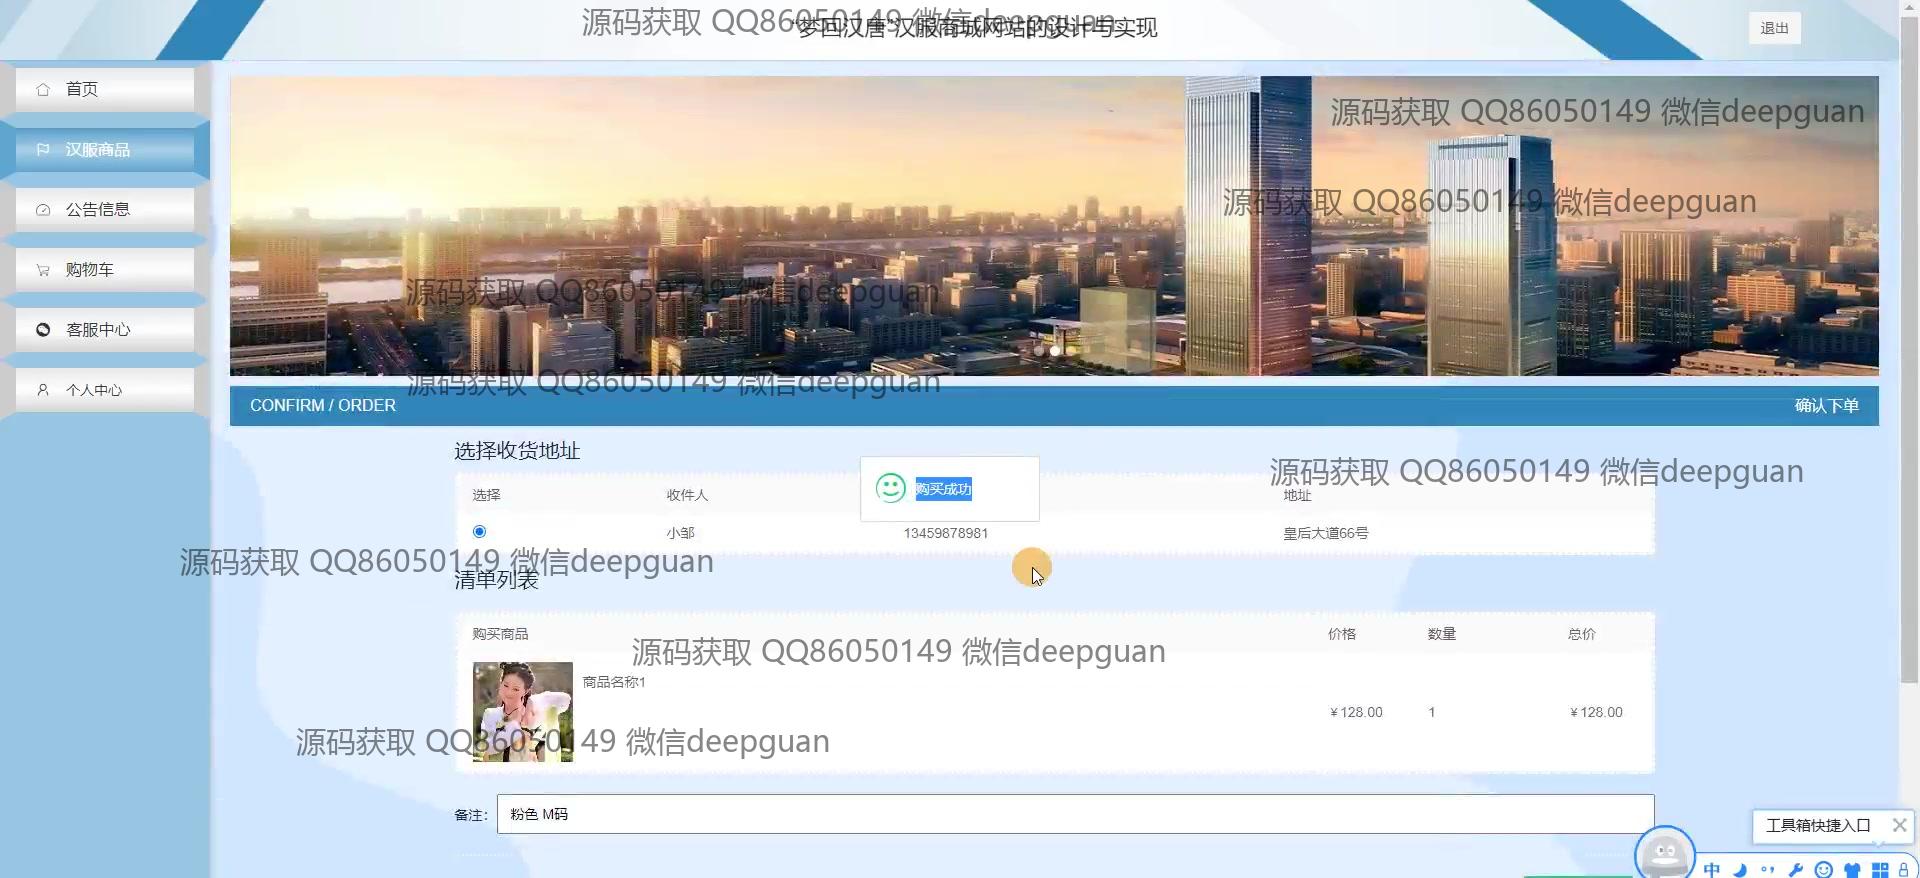 源码获取 QQ86050149 微信deepguan
“梦回汉唐”汉服商城网站的设计与实现
退出
首页
汉服商品
公告信息
购物车
客服中心
个人中心
源码获取 QQ86050149 微信deepguan
源码获取 QQ86050149 微信deepguan
源码获取 QQ86050149 微信deepguan
源码获取 QQ86050149 微信deepguan
CONFIRM / ORDER
确认下单
选择收货地址
源码获取 QQ86050149 微信deepguan
选择 收件人 地址
购买成功
小邹 13459878981 皇后大道66号
源码获取 QQ86050149 微信deepguan
清单列表
购买商品 价格 数量 总价
源码获取 QQ86050149 微信deepguan
商品名称1
¥128.00 1 ¥128.00
源码获取 QQ86050149 微信deepguan
备注: 粉色 M码
工具箱快捷入口
中